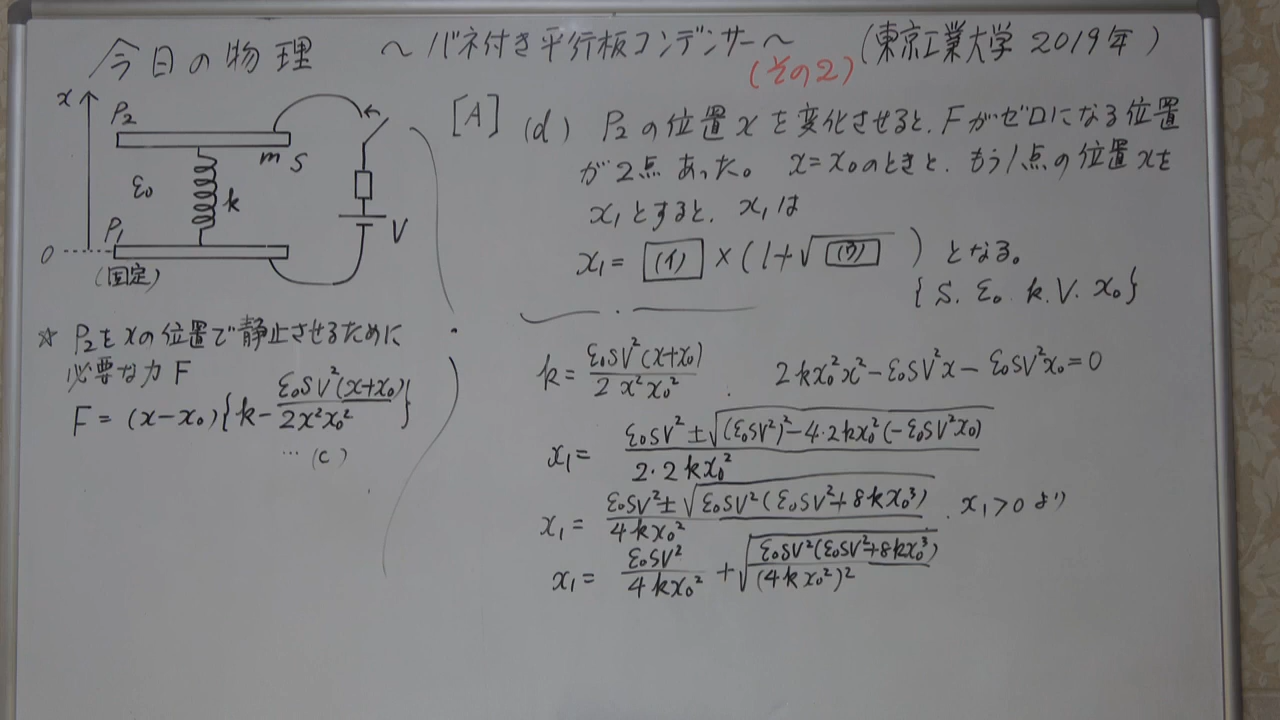 今日の物理 ～バネ付き平行板コンデンサー～ (東京工業大学 2019年)
(その2)
x
P₂
m S
ε₀
k
P₁
0
(固定)
V
[A] (d) P₂の位置xを変化させると、Fがゼロになる位置
が2点あった。x=x₀のときと、もう1点の位置xを
x₁とすると、x₁は
x₁= (イ) ×(1+√(ウ)) となる。
{S. ε₀. k. V. x₀}
☆ P₂をxの位置で静止させるために
必要な力 F
F = (x-x₀){k-ε₀SV²(x+x₀)/2x²x₀²}
… (c)
k= ε₀SV²(x+x₀)/2x²x₀² . 2kx₀²x²-ε₀SV²x-ε₀SV²x₀=0
x₁= ε₀SV²±√((ε₀SV²)²-4・2kx₀²(-ε₀SV²x₀))/2・2kx₀²
x₁= ε₀SV²±√(ε₀SV²(ε₀SV²+8kx₀³))/4kx₀² . x₁>0より
x₁= ε₀SV²/4kx₀² +√(ε₀SV²(ε₀SV²+8kx₀³)/(4kx₀²)²)